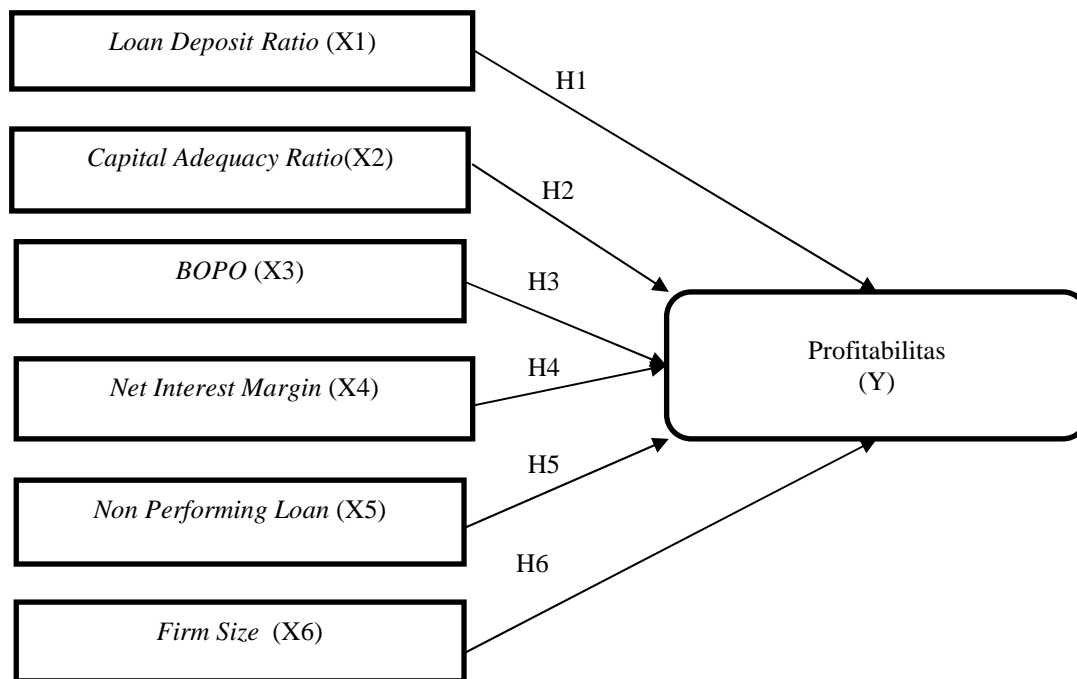 Loan Deposit Ratio (X1)
H1
Capital Adequacy Ratio(X2)
H2
BOPO (X3)
H3
Net Interest Margin (X4)
H4
Profitabilitas
(Y)
Non Performing Loan (X5)
H5
Firm Size (X6)
H6